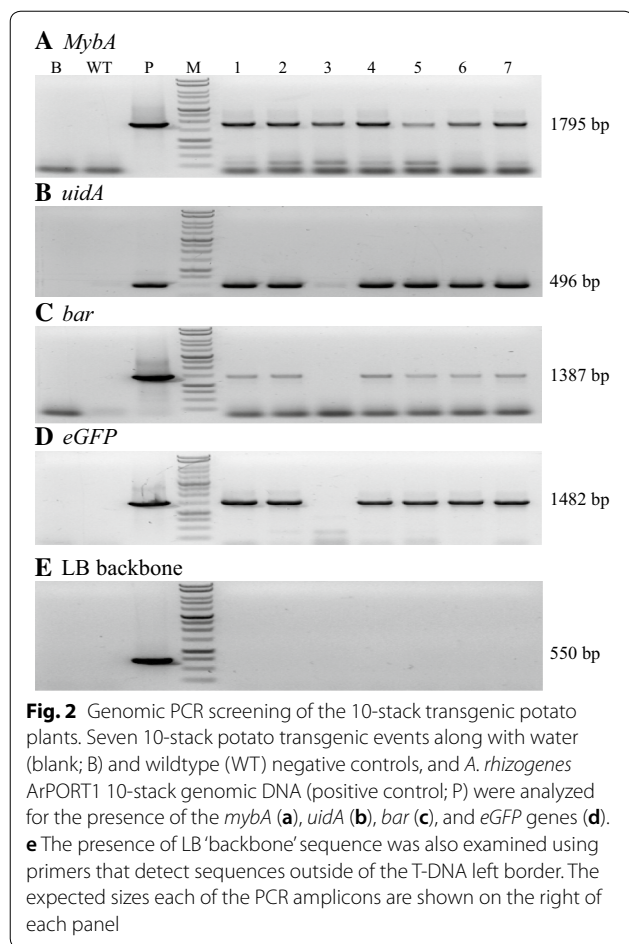 A MybA
B WT P M 1 2 3 4 5 6 7
1795 bp
B uidA
496 bp
C bar
1387 bp
D eGFP
1482 bp
E LB backbone
550 bp
Fig. 2 Genomic PCR screening of the 10-stack transgenic potato
plants. Seven 10-stack potato transgenic events along with water
(blank; B) and wildtype (WT) negative controls, and A. rhizogenes
ArPORT1 10-stack genomic DNA (positive control; P) were analyzed
for the presence of the mybA (a), uidA (b), bar (c), and eGFP genes (d).
e The presence of LB ‘backbone’ sequence was also examined using
primers that detect sequences outside of the T-DNA left border. The
expected sizes each of the PCR amplicons are shown on the right of
each panel